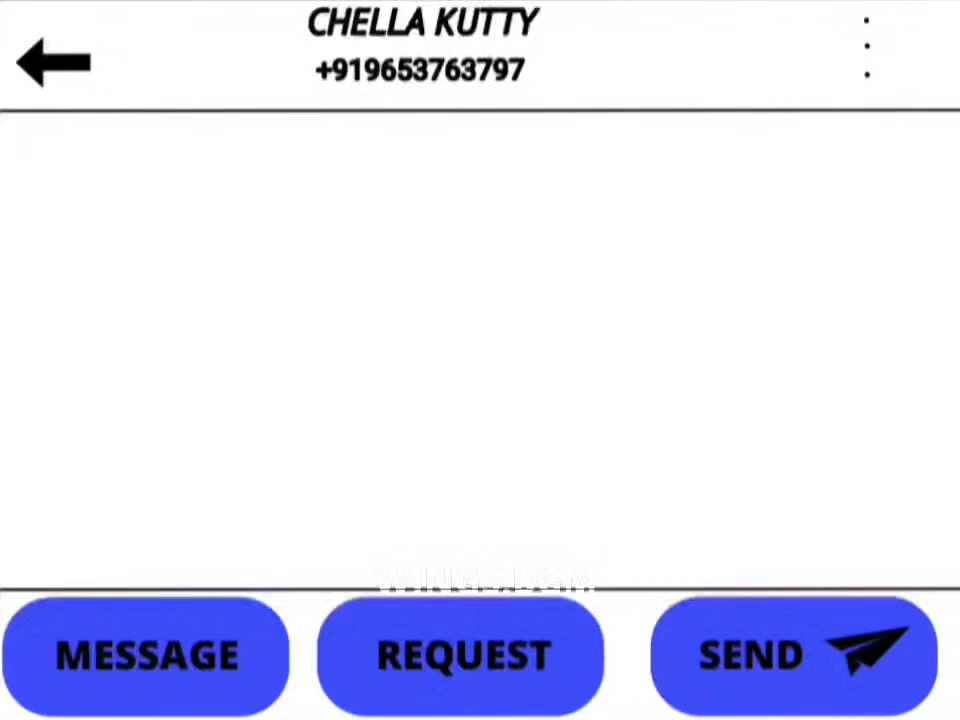 CHELLA KUTTY
+919653763797
MESSAGE
REQUEST
SEND